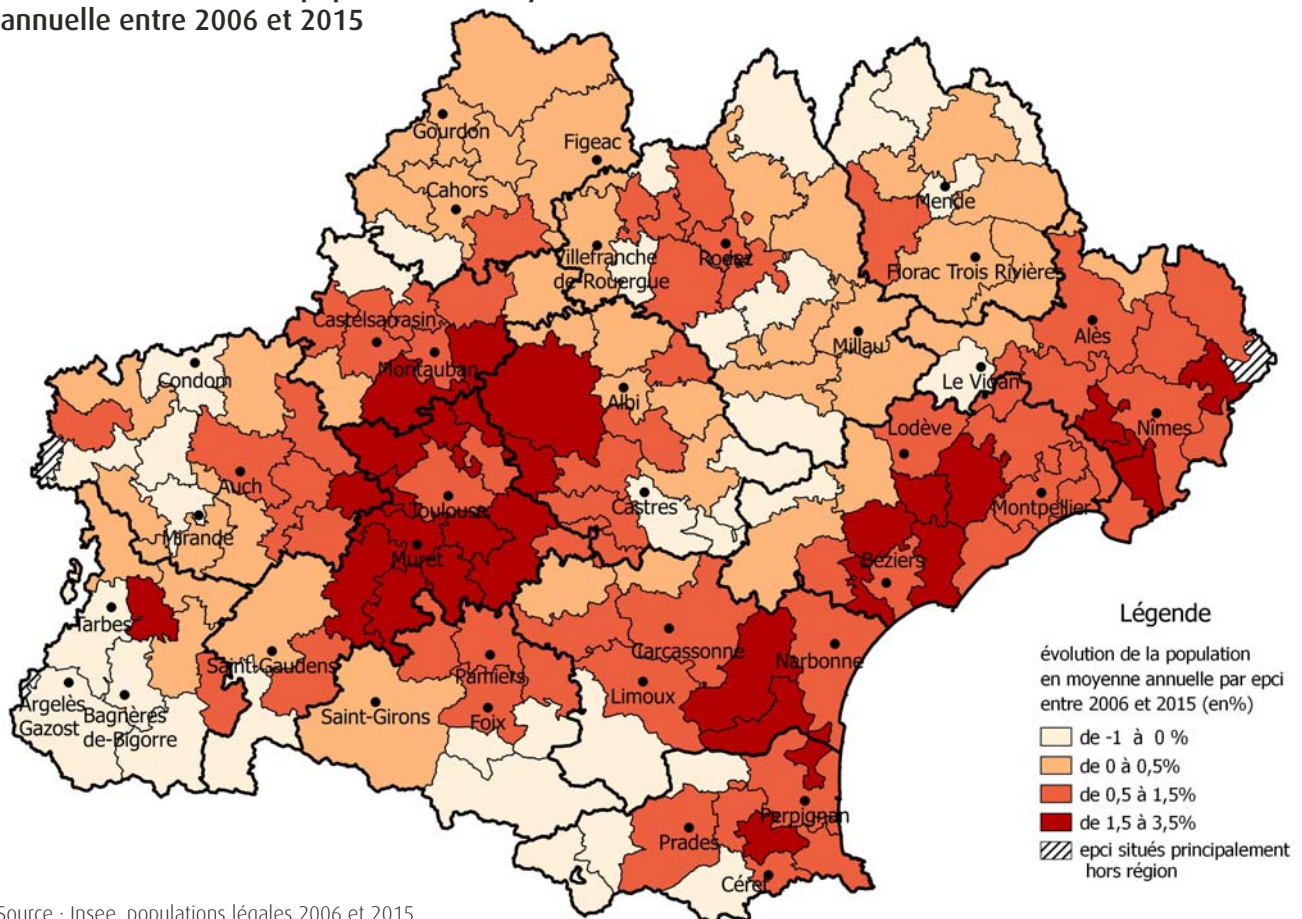 annuelle entre 2006 et 2015
Gourdon
Figeac
Cahors
Mende
Villefranche
de-Rouergue
Rodez
Florac Trois Rivières
Castelsarrasin
Alès
Millau
Condom
Montauban
Le Vigan
Albi
Nîmes
Lodève
Auch
Castres
Montpellier
Toulouse
Mirande
Muret
Béziers
Tarbes
Légende
Saint-Gaudens
Carcassonne
Narbonne
évolution de la population
en moyenne annuelle par epci
entre 2006 et 2015 (en%)
Pamiers
Limoux
Argelès
Gazost
Bagnères
de-Bigorre
Saint-Girons
Foix
de -1 à 0 %
de 0 à 0,5%
de 0,5 à 1,5%
de 1,5 à 3,5%
epci situés principalement
hors région
Perpignan
Prades
Céret
Source : Insee, populations légales 2006 et 2015